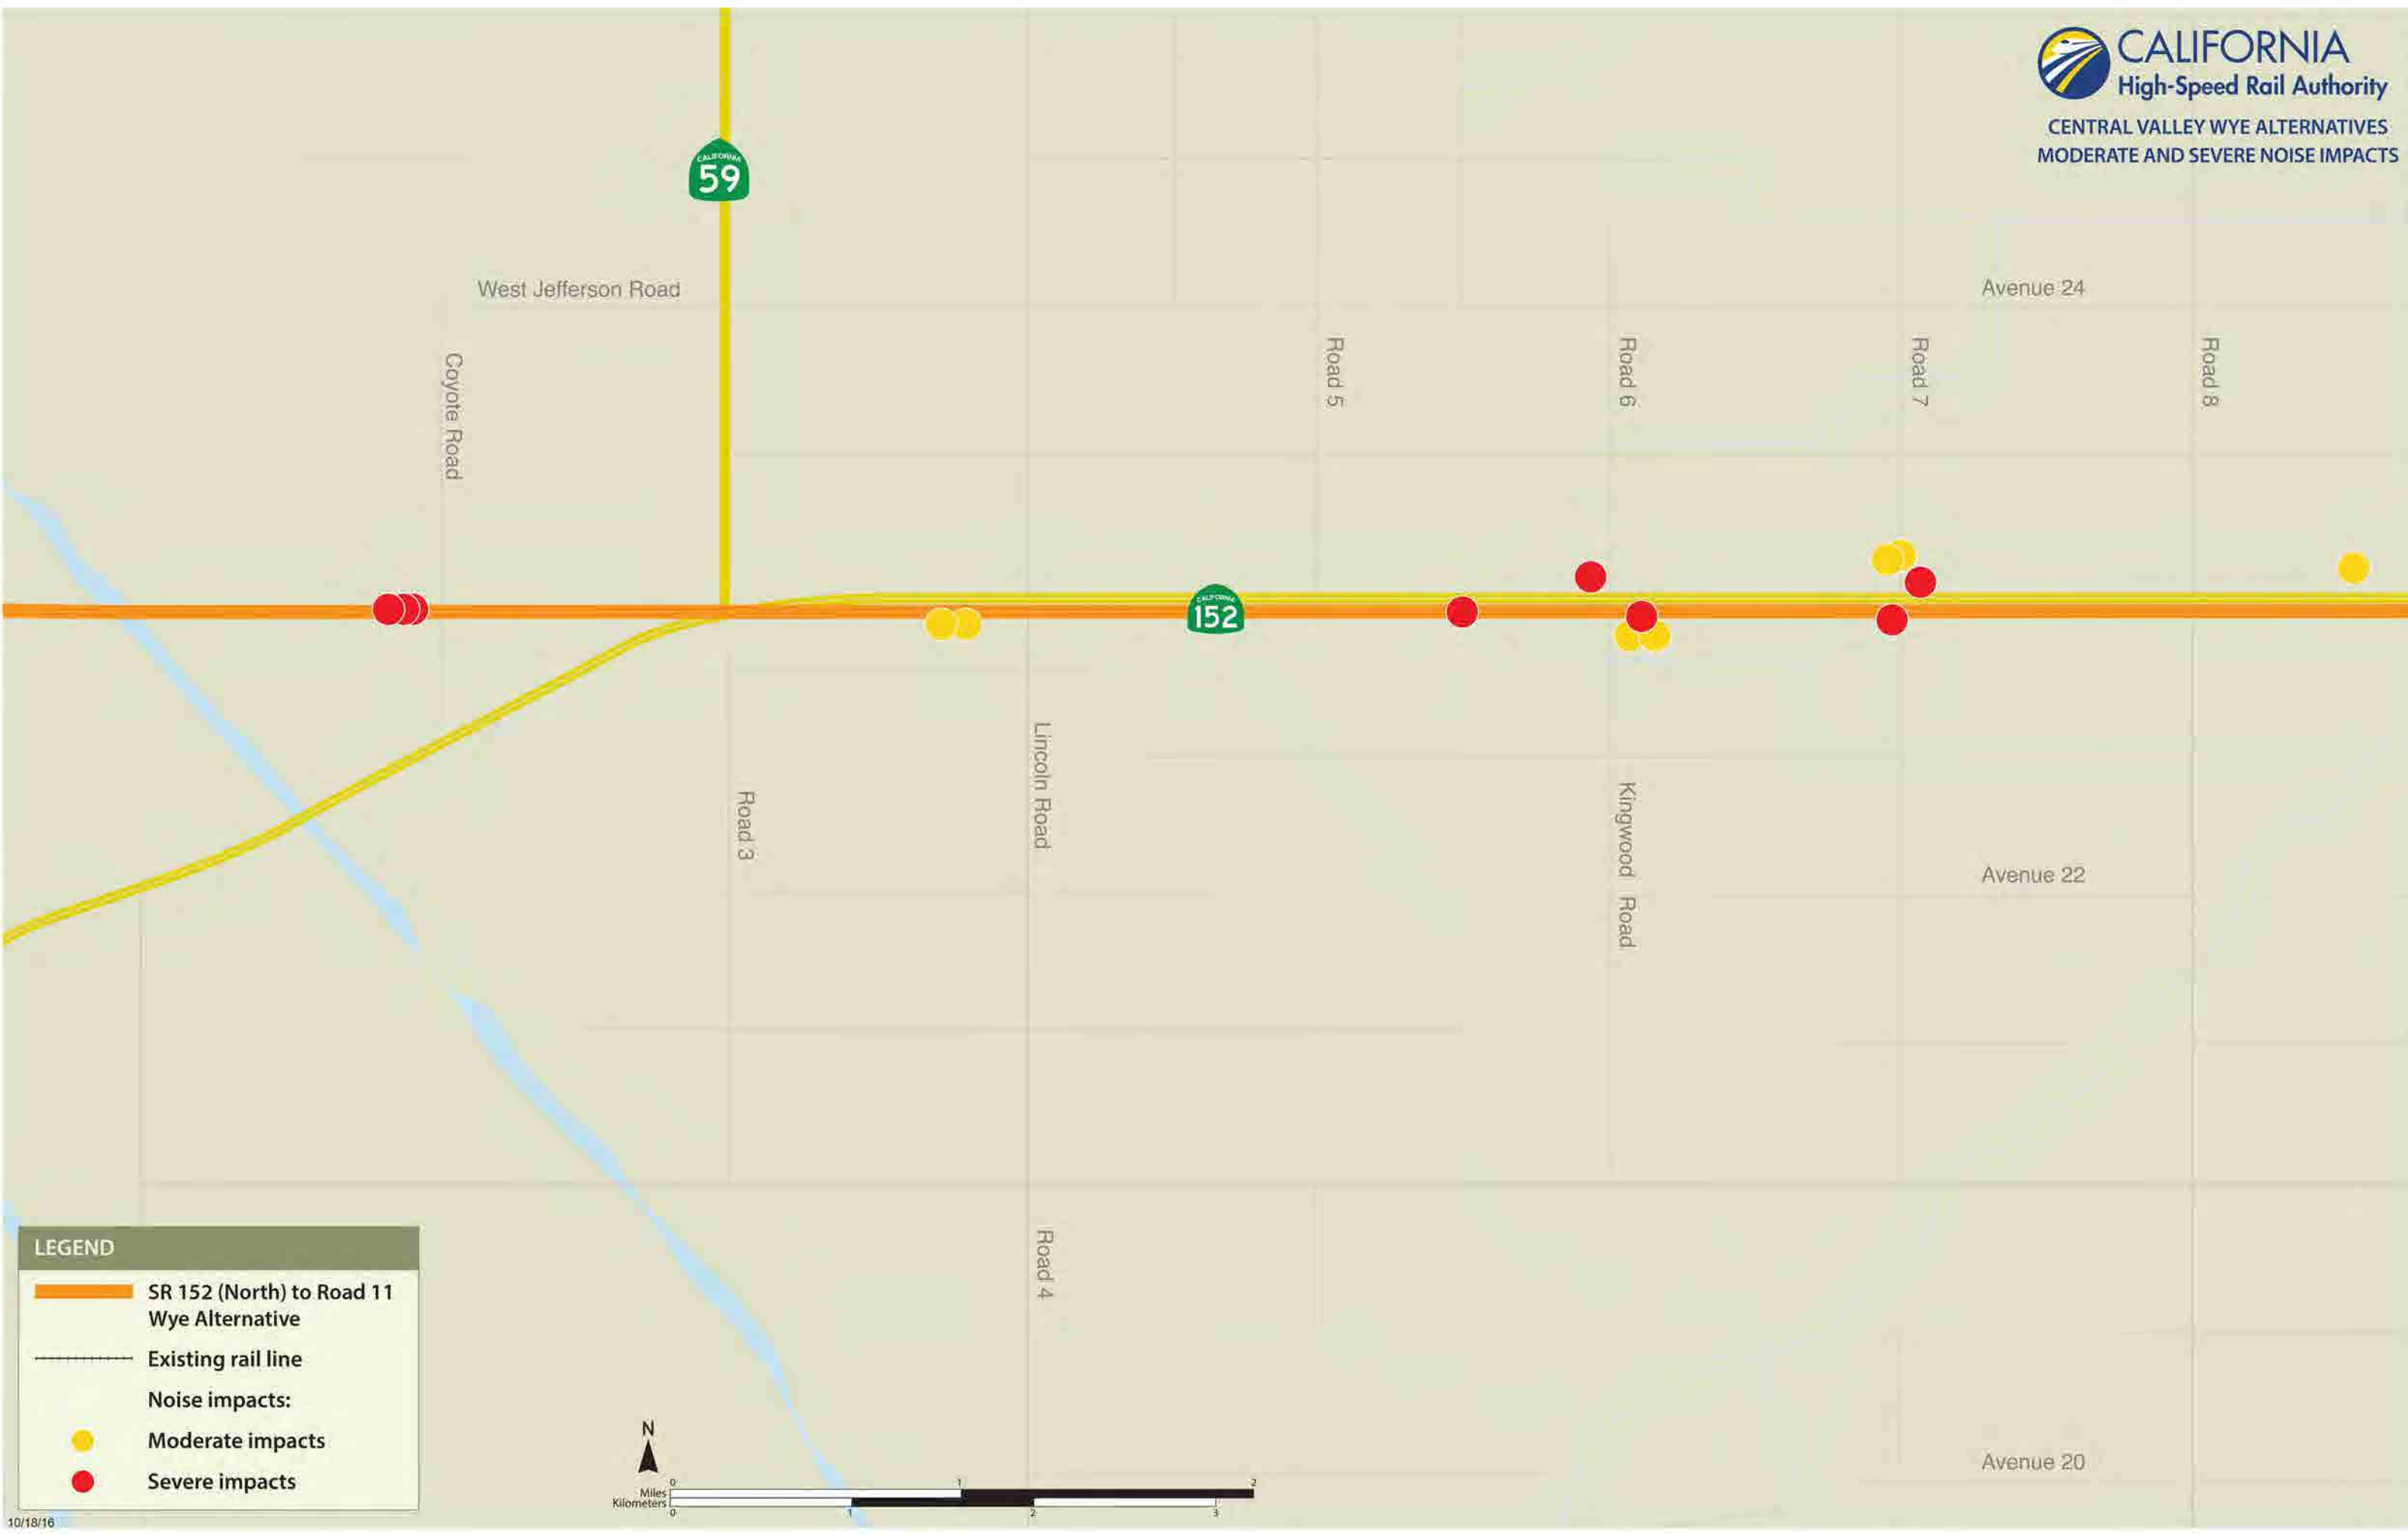 CALIFORNIA
High-Speed Rail Authority
CENTRAL VALLEY WYE ALTERNATIVES
MODERATE AND SEVERE NOISE IMPACTS
CALIFORNIA
59
West Jefferson Road
Avenue 24
Coyote Road
Road 5
Road 6
Road 7
Road 8
CALIFORNIA
152
Lincoln Road
Road 3
Kingwood Road
Avenue 22
Road 4
Avenue 20
LEGEND
SR 152 (North) to Road 11
Wye Alternative
Existing rail line
Noise impacts:
Moderate impacts
Severe impacts
N
0 1 2
Miles
Kilometers
0 1 2 3
10/18/16